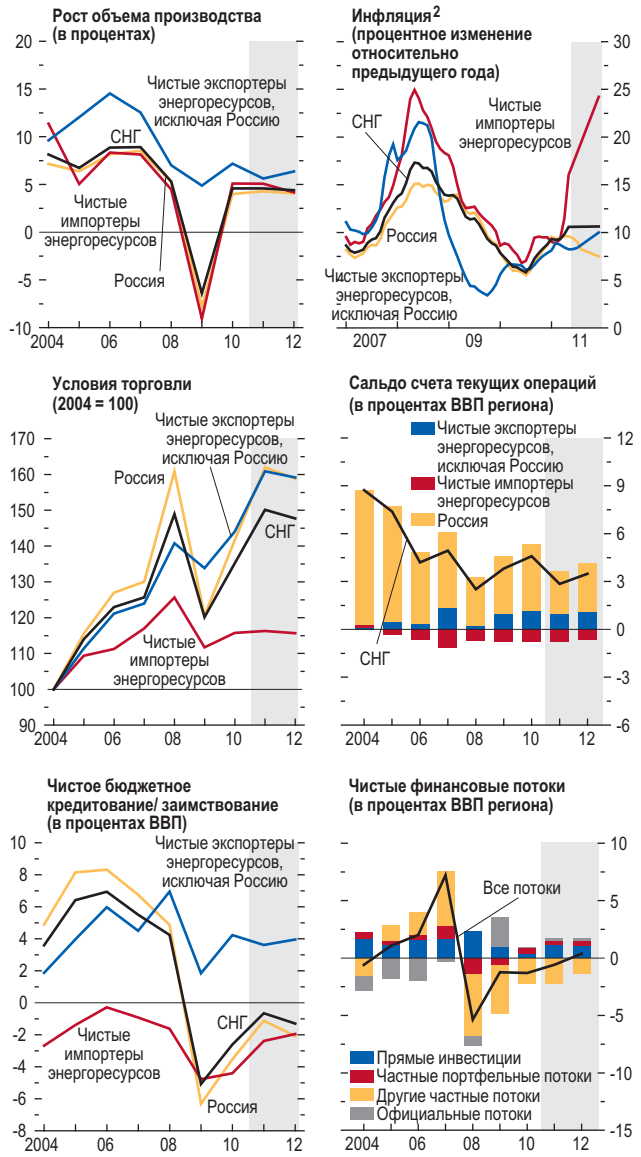 Рост объема производства
(в процентах)
20
15
10
5
0
-5
-10
Чистые экспортеры
энергоресурсов,
исключая Россию
СНГ
Чистые
импортеры
энергоресурсов
Россия
2004
06
08
10
12
Инфляция²
(процентное изменение
относительно
предыдущего года)
30
25
20
15
10
5
0
СНГ
Чистые
импортеры
энергоресурсов
Россия
Чистые экспортеры
энергоресурсов,
исключая Россию
2007
09
11
Условия торговли
(2004 = 100)
170
160
150
140
130
120
110
100
90
Чистые экспортеры
энергоресурсов,
исключая Россию
Россия
СНГ
Чистые
импортеры
энергоресурсов
2004
06
08
10
12
Сальдо счета текущих операций
(в процентах ВВП региона)
Чистые экспортеры
энергоресурсов,
исключая Россию
Чистые импортеры
энергоресурсов
Россия
12
9
6
3
0
-3
-6
СНГ
2004
06
08
10
12
Чистое бюджетное
кредитование/ заимствование
(в процентах ВВП)
10
8
6
4
2
0
-2
-4
-6
-8
Чистые экспортеры
энергоресурсов,
исключая Россию
Чистые
импортеры
энергоресурсов
СНГ
Россия
2004
06
08
10
12
Чистые финансовые потоки
(в процентах ВВП региона)
10
5
0
-5
-10
-15
Все потоки
Прямые инвестиции
Частные портфельные потоки
Другие частные потоки
Официальные потоки
2004
06
08
10
12